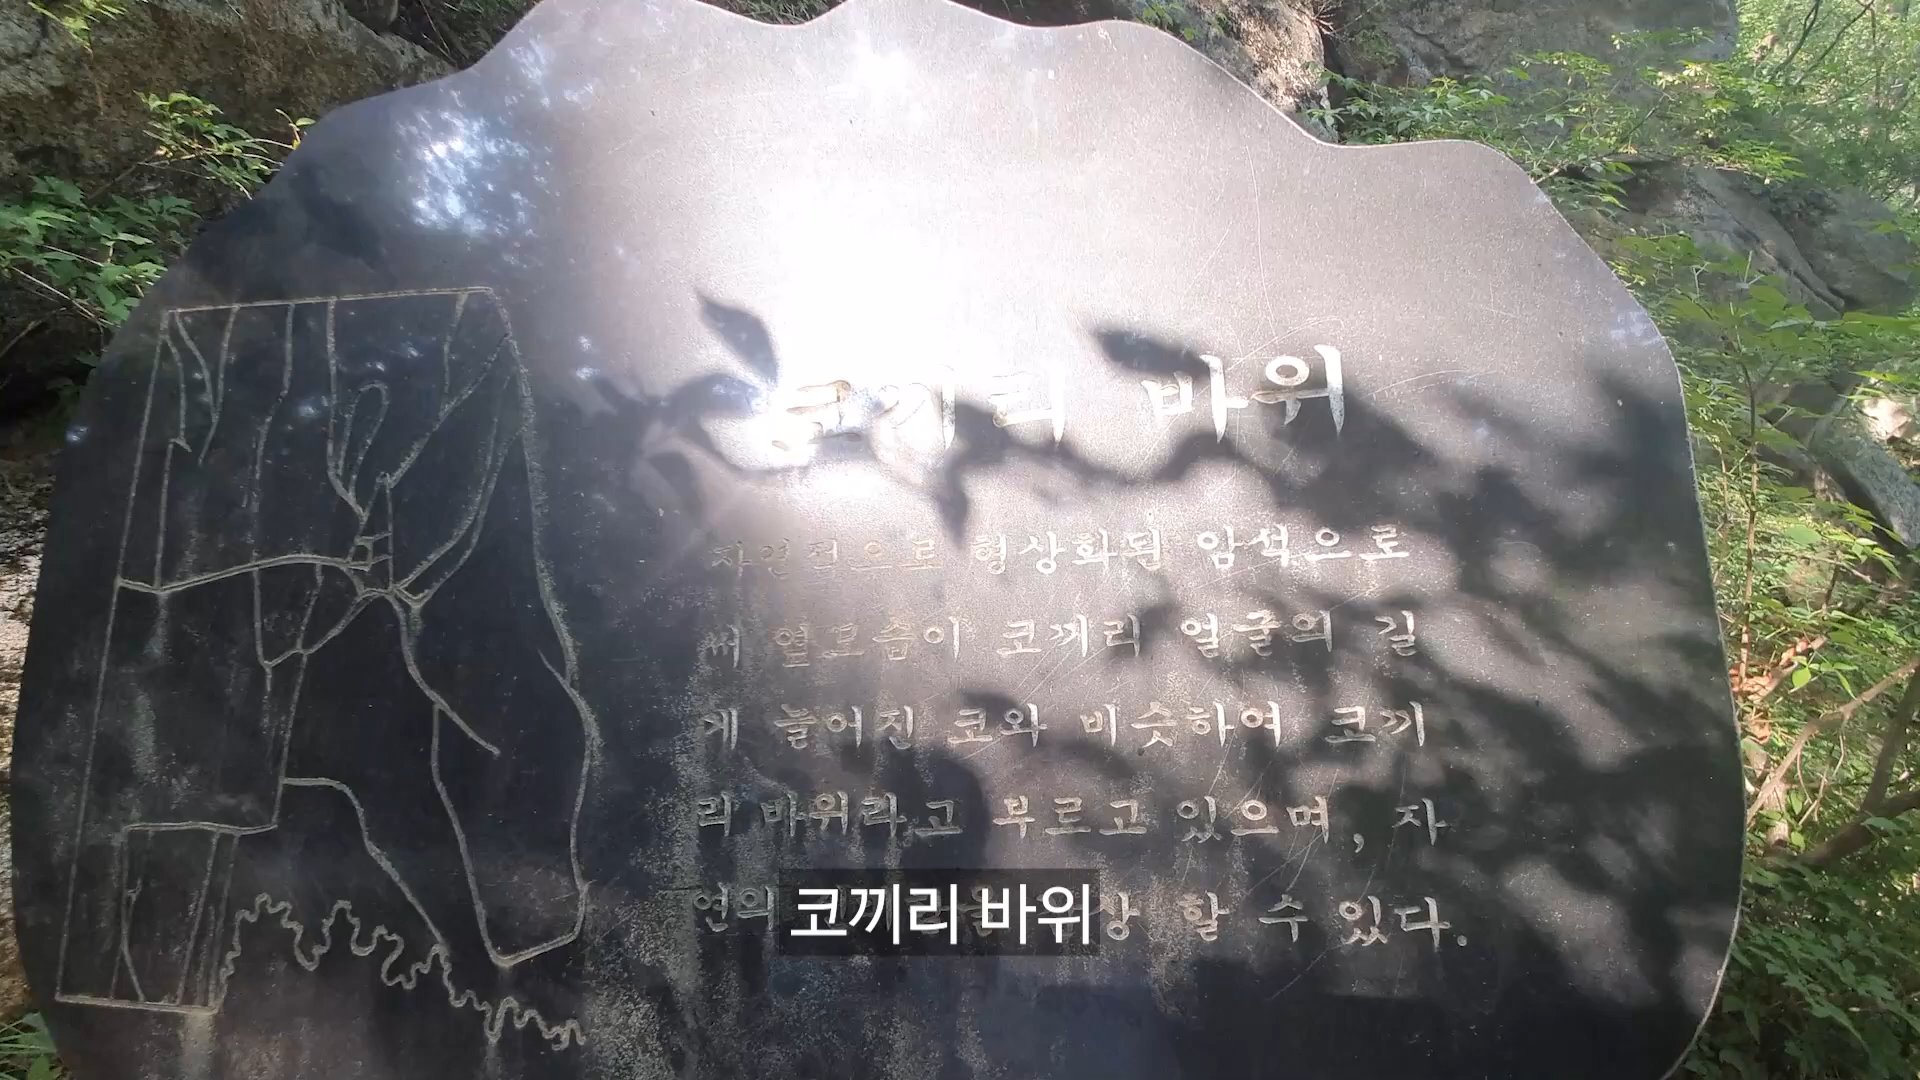 코끼리 바위
자연적으로 형상화된 암석으로
써 옆모습이 코끼리 얼굴의 길
게 늘어진 코와 비슷하여 코끼
리 바위라고 부르고 있으며, 자
연의 상 할 수 있다.
코끼리 바위